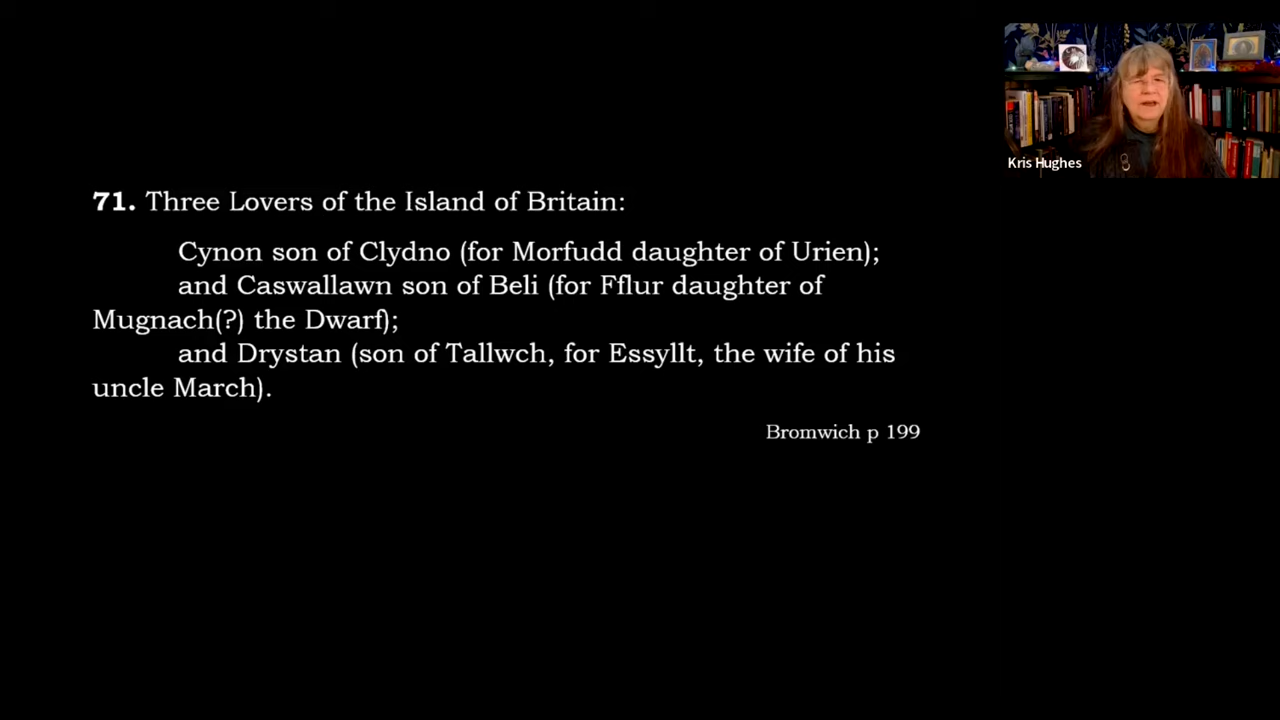 Kris Hughes
71. Three Lovers of the Island of Britain:
Cynon son of Clydno (for Morfudd daughter of Urien);
and Caswallawn son of Beli (for Fflur daughter of
Mugnach(?) the Dwarf);
and Drystan (son of Tallwch, for Essyllt, the wife of his
uncle March).
Bromwich p 199